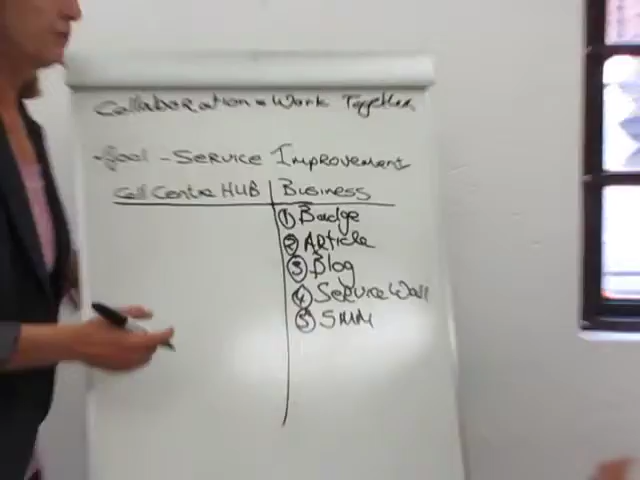 Collaboration = Work Together
- Goal - Service Improvement
Call Centre HUB | Business
① Badge
② Article
③ Blog
④ Service Wall
⑤ SMM